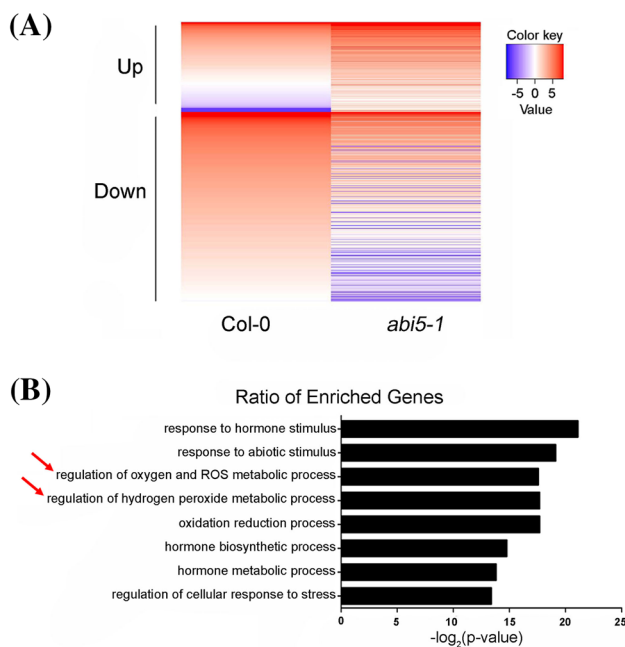 (A)
Up
Down
Col-0
abi5-1
Color key
-5 0 5
Value
(B)
Ratio of Enriched Genes
response to hormone stimulus
response to abiotic stimulus
regulation of oxygen and ROS metabolic process
regulation of hydrogen peroxide metabolic process
oxidation reduction process
hormone biosynthetic process
hormone metabolic process
regulation of cellular response to stress
0 5 10 15 20 25
-log₂(p-value)